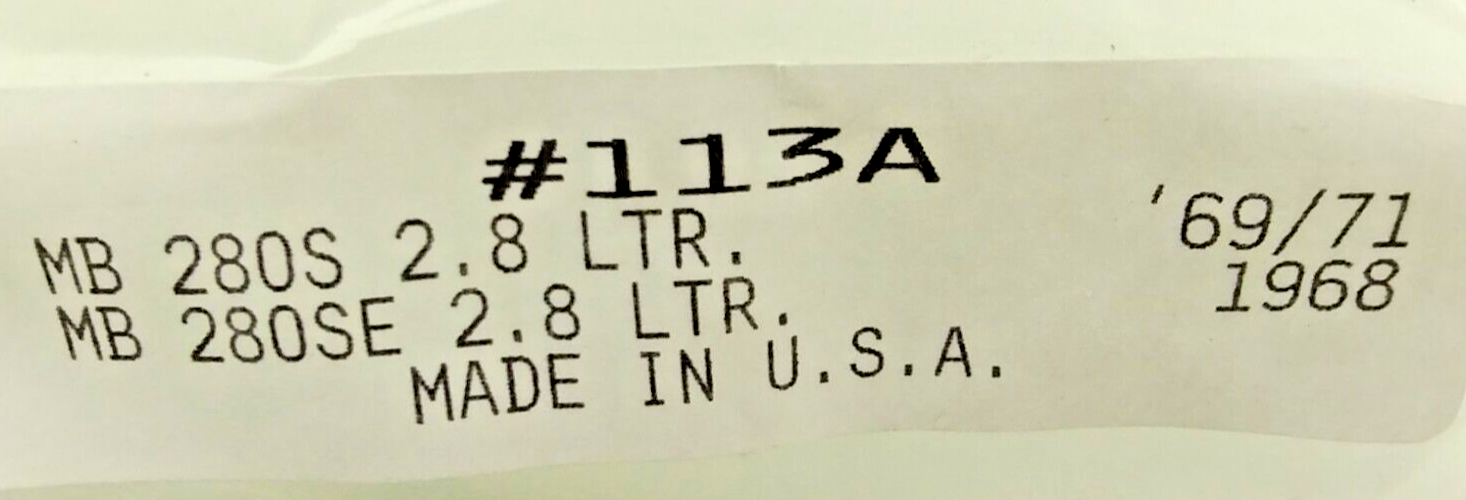 #113A
MB 280S 2.8 LTR. '69/71
MB 280SE 2.8 LTR. 1968
MADE IN U.S.A.